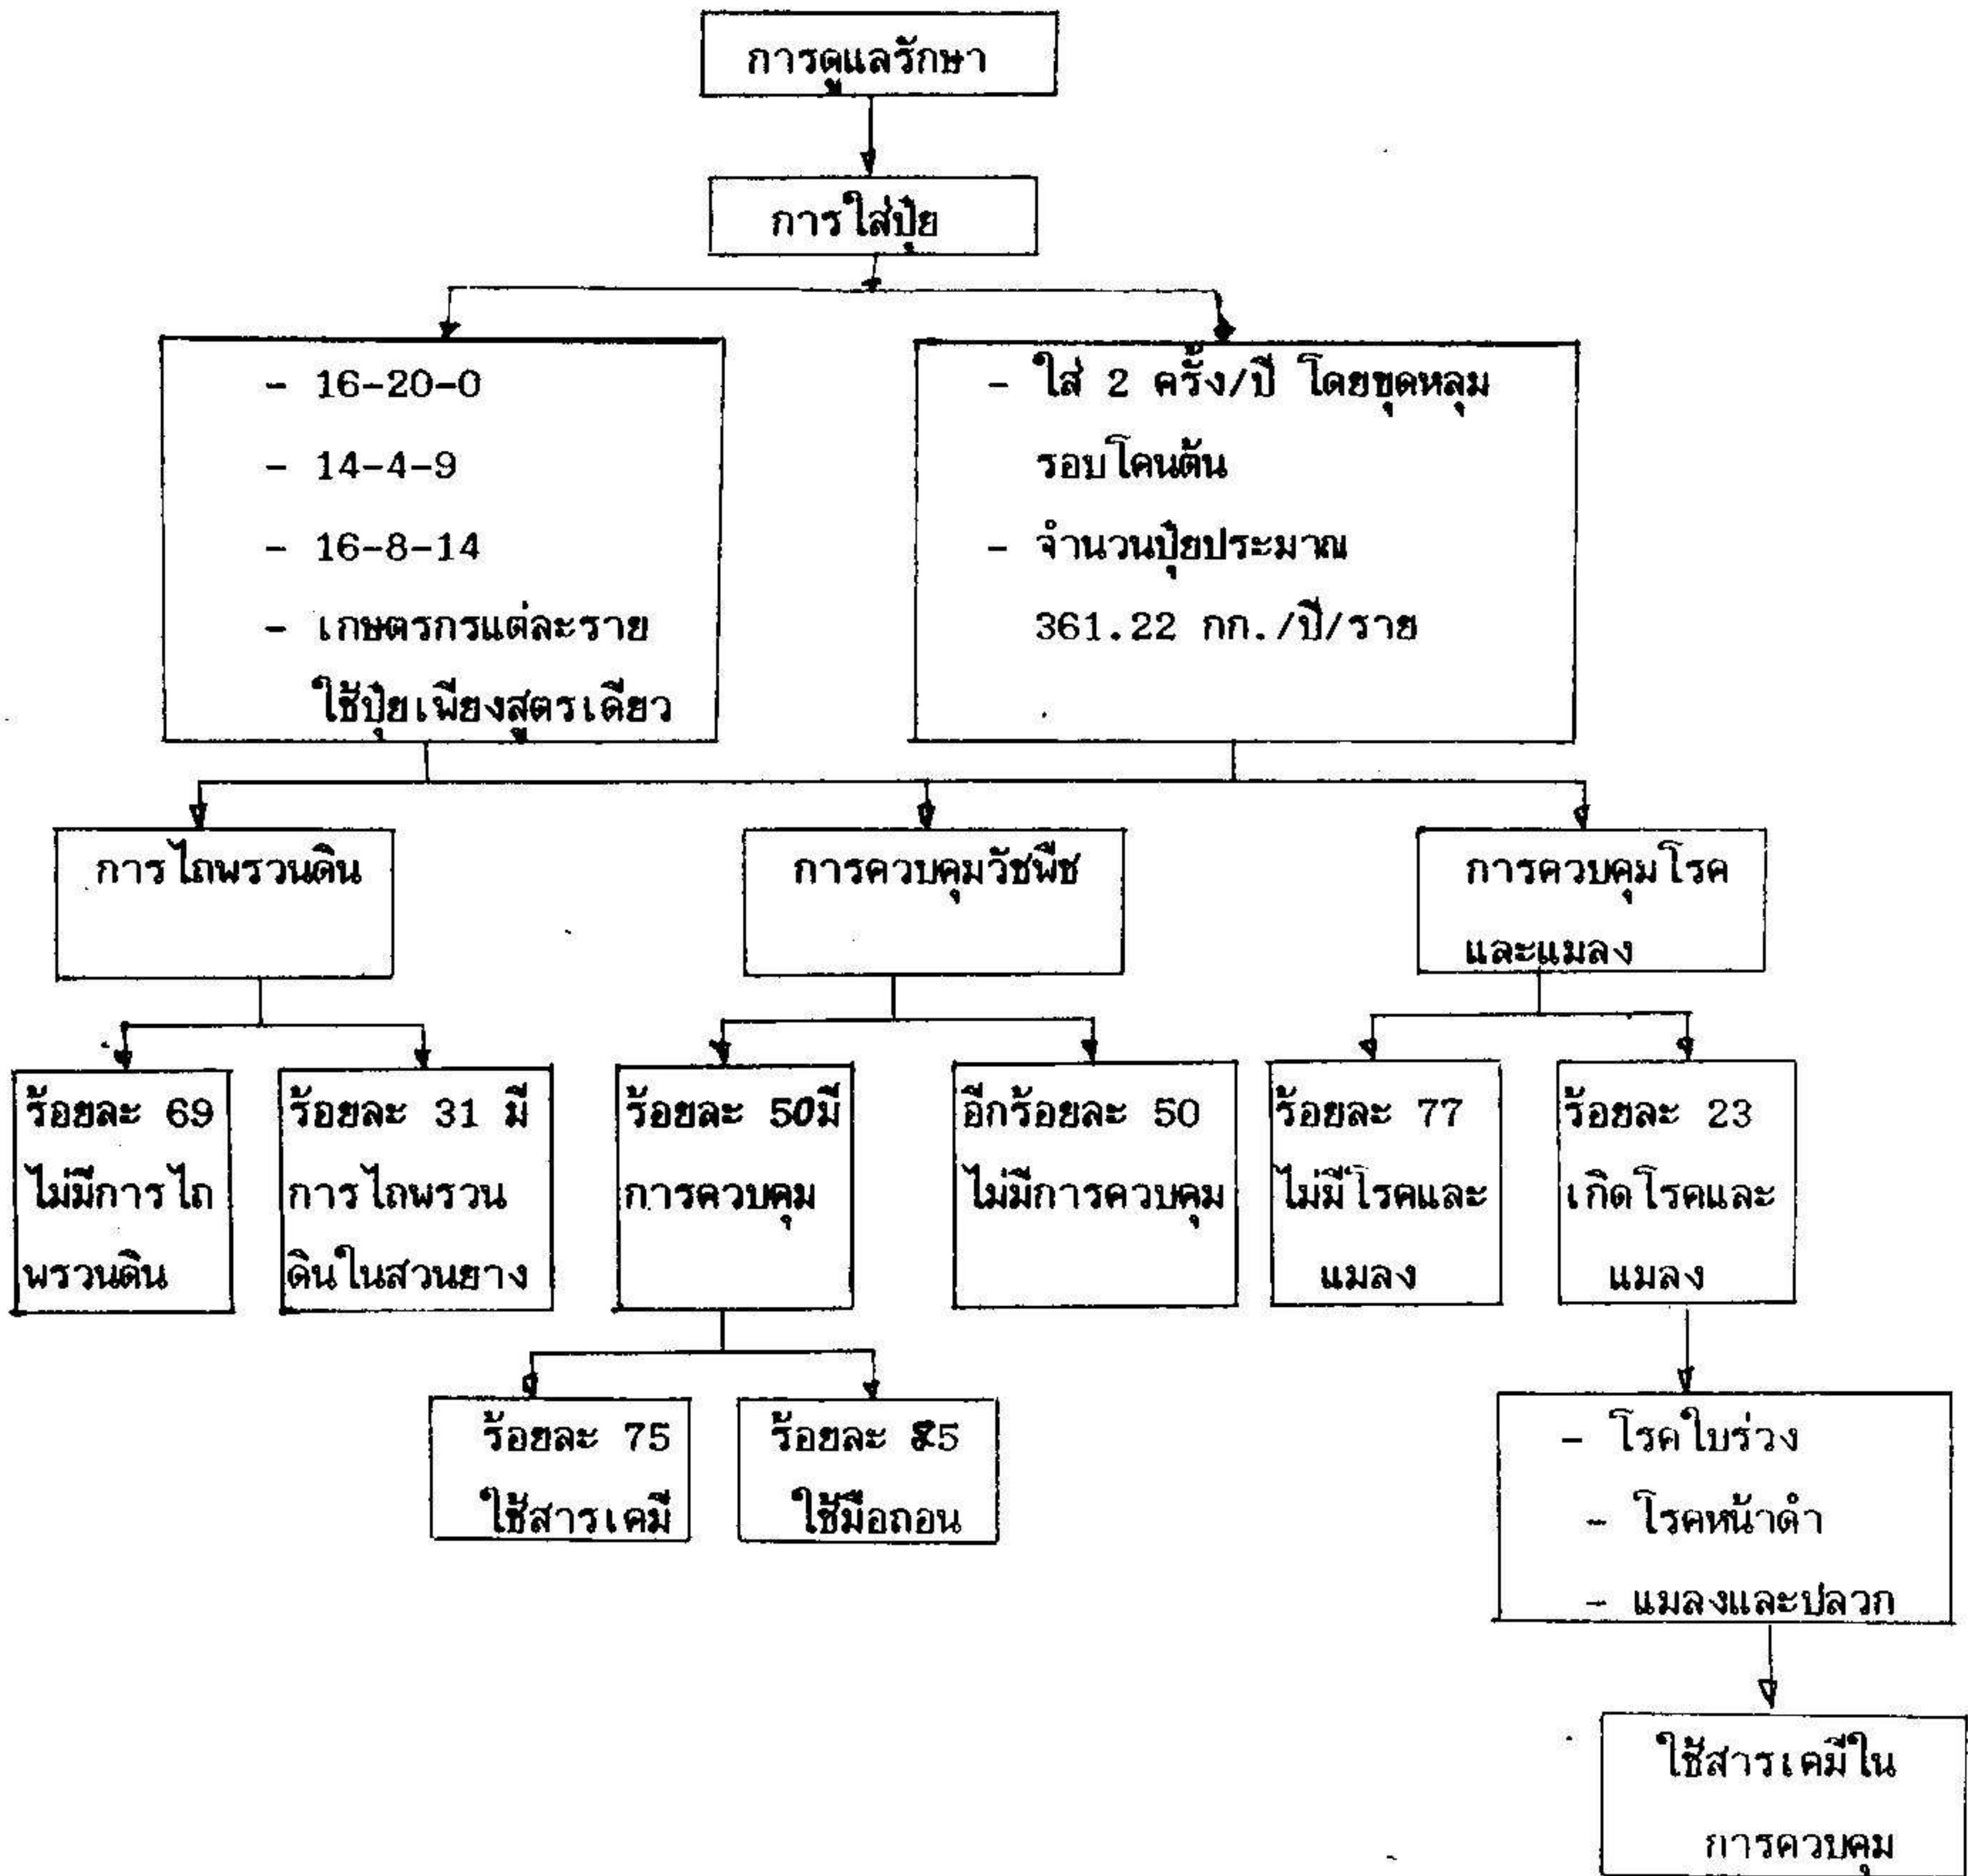 การดูแลรักษา
การใส่ปุ๋ย
- 16-20-0
- 14-4-9
- 16-8-14
- เกษตรกรแต่ละราย
ใช้ปุ๋ยเพียงสูตรเดียว
- ใส่ 2 ครั้ง/ปี โดยขุดหลุม
รอบโคนต้น
- จำนวนปุ๋ยประมาณ
361.22 กก./ปี/ราย
การไถพรวนดิน
การควบคุมวัชพืช
การควบคุมโรค
และแมลง
ร้อยละ 69
ไม่มีการไถ
พรวนดิน
ร้อยละ 31 มี
การไถพรวน
ดินในสวนยาง
ร้อยละ 50มี
การควบคุม
อีกร้อยละ 50
ไม่มีการควบคุม
ร้อยละ 77
ไม่มีโรคและ
แมลง
ร้อยละ 23
เกิดโรคและ
แมลง
ร้อยละ 75
ใช้สารเคมี
ร้อยละ
ใช้มือถอน
- โรคใบร่วง
- โรคหน้าดำ
- แมลงและปลวก
ใช้สารเคมีใน
การควบคุม